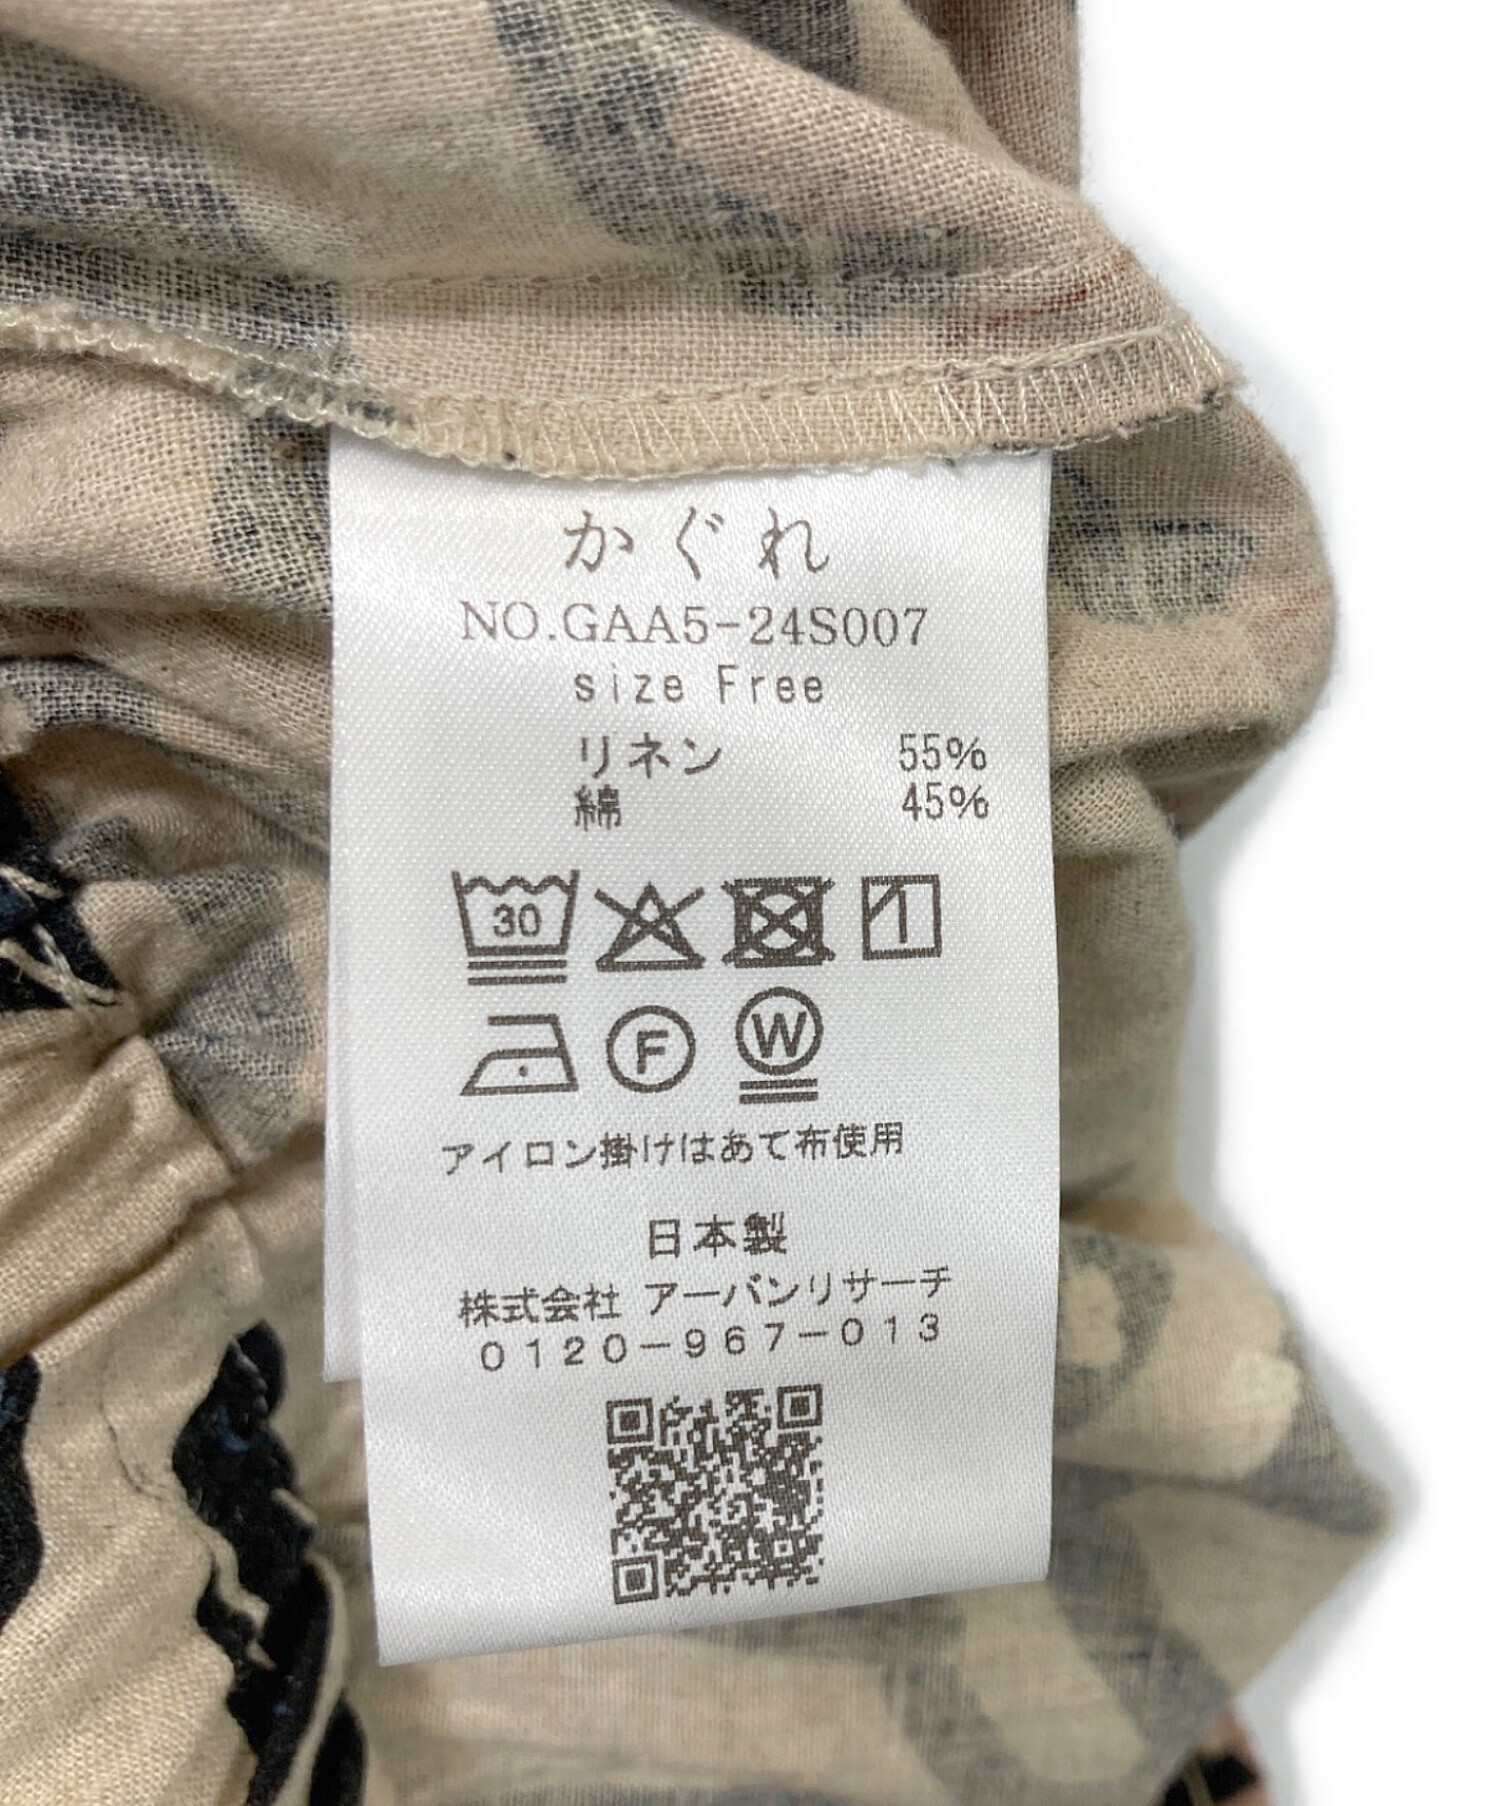 かぐれ
NO.GAA5-24S007
size Free
リネン 55%
綿 45%
30
F W
アイロン掛けはあて布使用
日本製
株式会社 アーバンリサーチ
0120-967-013